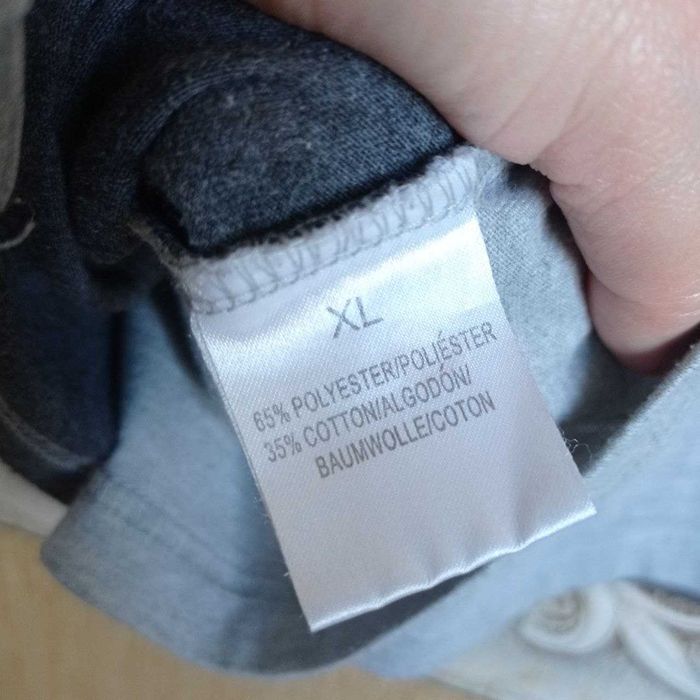 XL
65% POLYESTER/POLIÉSTER
35% COTTON/ALGODÓN/
BAUMWOLLE/COTON